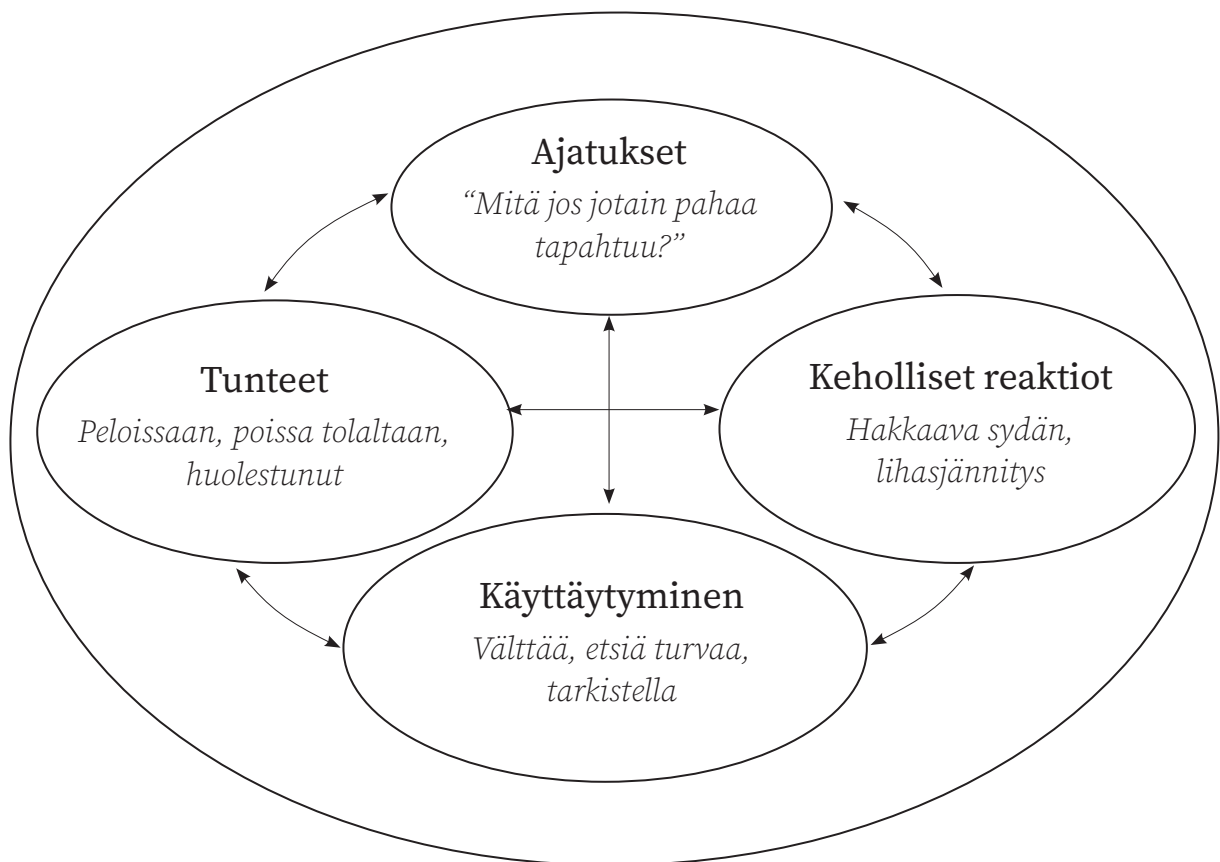 Ajatukset
“Mitä jos jotain pahaa
tapahtuu?”
Tunteet
Peloissaan, poissa tolaltaan,
huolestunut
Keholliset reaktiot
Hakkaava sydän,
lihasjännitys
Käyttäytyminen
Välttää, etsiä turvaa,
tarkistella